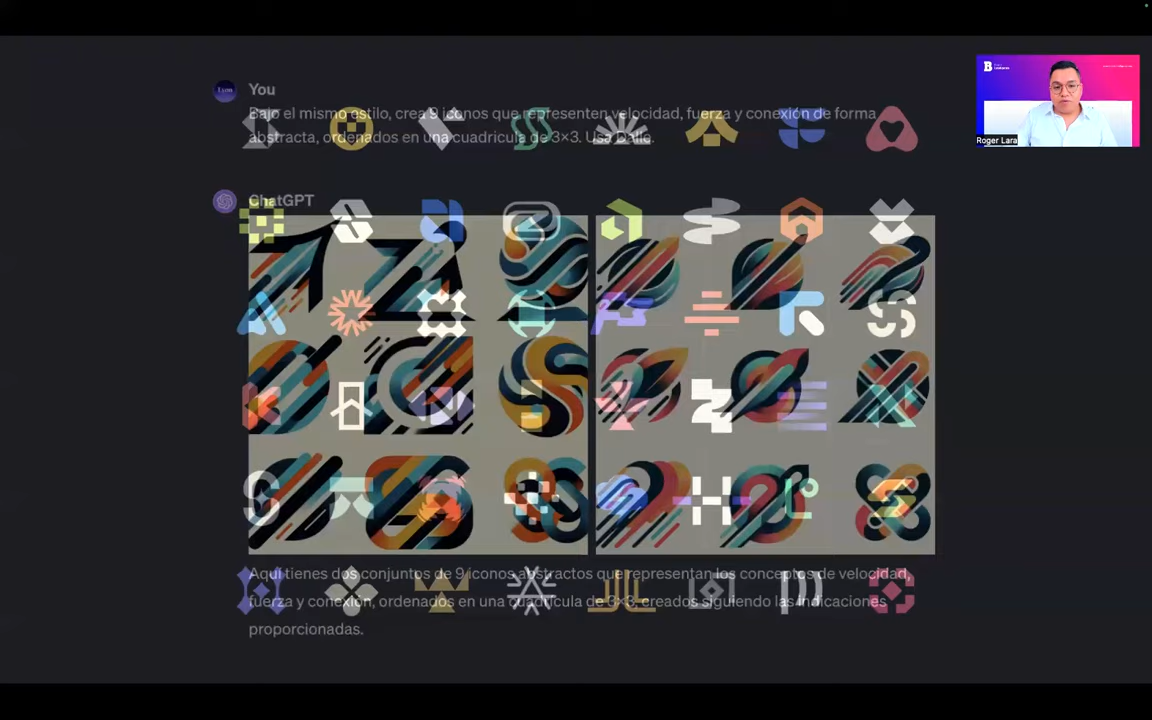 You
Bajo el mismo estilo, crea 9 iconos que representen velocidad, fuerza y conexión de forma
abstracta, ordenados en una cuadricula de 3x3. Usa Dalle.
ChatGPT
Aquí tienes dos conjuntos de 9 iconos abstractos que representan los conceptos de velocidad,
fuerza y conexión, ordenados en una cuadrícula de 3x3, creados siguiendo las indicaciones
proporcionadas.
Roger Lara